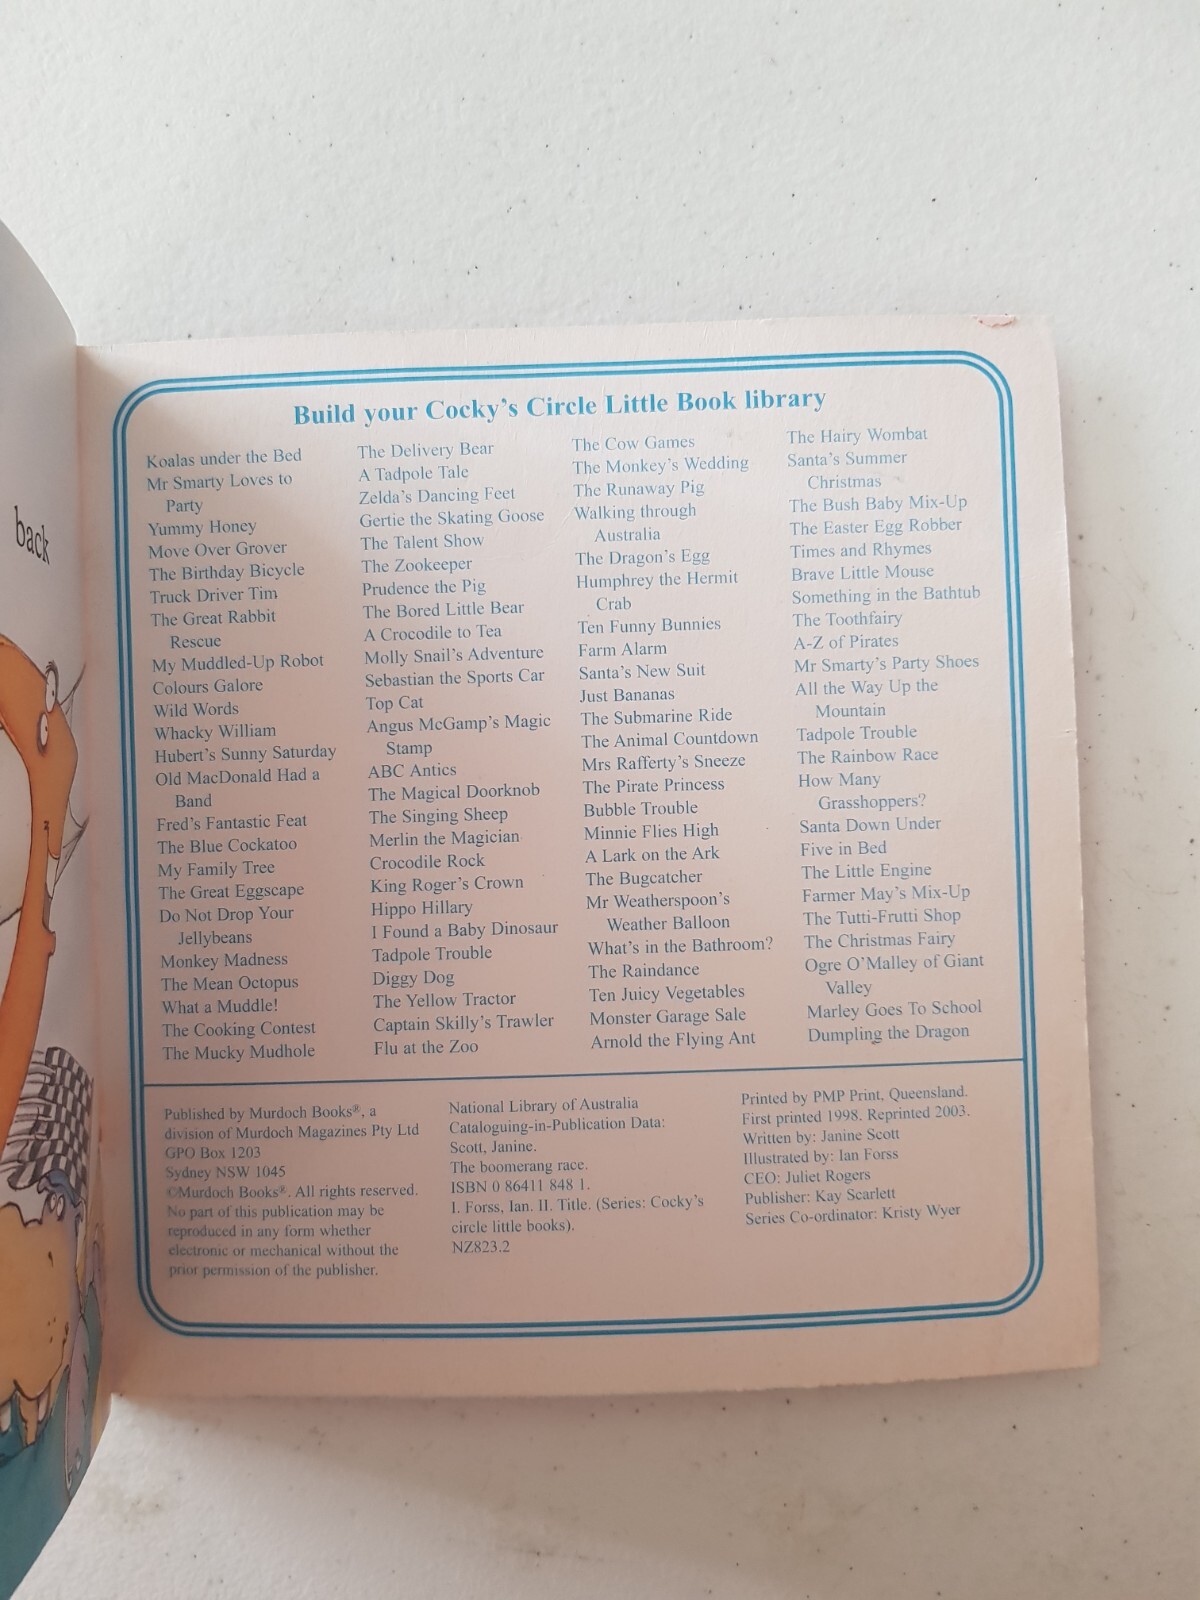 back
Build your Cocky's Circle Little Book library
Koalas under the Bed
Mr Smarty Loves to
Party
Yummy Honey
Move Over Grover
The Birthday Bicycle
Truck Driver Tim
The Great Rabbit
Rescue
My Muddled-Up Robot
Colours Galore
Wild Words
Whacky William
Hubert's Sunny Saturday
Old MacDonald Had a
Band
Fred's Fantastic Feat
The Blue Cockatoo
My Family Tree
The Great Eggscape
Do Not Drop Your
Jellybeans
Monkey Madness
The Mean Octopus
What a Muddle!
The Cooking Contest
The Mucky Mudhole
The Delivery Bear
A Tadpole Tale
Zelda's Dancing Feet
Gertie the Skating Goose
The Talent Show
The Zookeeper
Prudence the Pig
The Bored Little Bear
A Crocodile to Tea
Molly Snail's Adventure
Sebastian the Sports Car
Top Cat
Angus McGamp's Magic
Stamp
ABC Antics
The Magical Doorknob
The Singing Sheep
Merlin the Magician
Crocodile Rock
King Roger's Crown
Hippo Hillary
I Found a Baby Dinosaur
Tadpole Trouble
Diggy Dog
The Yellow Tractor
Captain Skilly's Trawler
Flu at the Zoo
The Cow Games
The Monkey's Wedding
The Runaway Pig
Walking through
Australia
The Dragon's Egg
Humphrey the Hermit
Crab
Ten Funny Bunnies
Farm Alarm
Santa's New Suit
Just Bananas
The Submarine Ride
The Animal Countdown
Mrs Rafferty's Sneeze
The Pirate Princess
Bubble Trouble
Minnie Flies High
A Lark on the Ark
The Bugcatcher
Mr Weatherspoon's
Weather Balloon
What's in the Bathroom?
The Raindance
Ten Juicy Vegetables
Monster Garage Sale
Arnold the Flying Ant
The Hairy Wombat
Santa's Summer
Christmas
The Bush Baby Mix-Up
The Easter Egg Robber
Times and Rhymes
Brave Little Mouse
Something in the Bathtub
The Toothfairy
A-Z of Pirates
Mr Smarty's Party Shoes
All the Way Up the
Mountain
Tadpole Trouble
The Rainbow Race
How Many
Grasshoppers?
Santa Down Under
Five in Bed
The Little Engine
Farmer May's Mix-Up
The Tutti-Frutti Shop
The Christmas Fairy
Ogre O'Malley of Giant
Valley
Marley Goes To School
Dumpling the Dragon
Published by Murdoch Books®, a
division of Murdoch Magazines Pty Ltd
GPO Box 1203
Sydney NSW 1045
©Murdoch Books®. All rights reserved.
No part of this publication may be
reproduced in any form whether
electronic or mechanical without the
prior permission of the publisher.
National Library of Australia
Cataloguing-in-Publication Data:
Scott, Janine.
The boomerang race.
ISBN 0 86411 848 1.
I. Forss, Ian. II. Title. (Series: Cocky's
circle little books).
NZ823.2
Printed by PMP Print, Queensland.
First printed 1998. Reprinted 2003.
Written by: Janine Scott
Illustrated by: Ian Forss
CEO: Juliet Rogers
Publisher: Kay Scarlett
Series Co-ordinator: Kristy Wyer